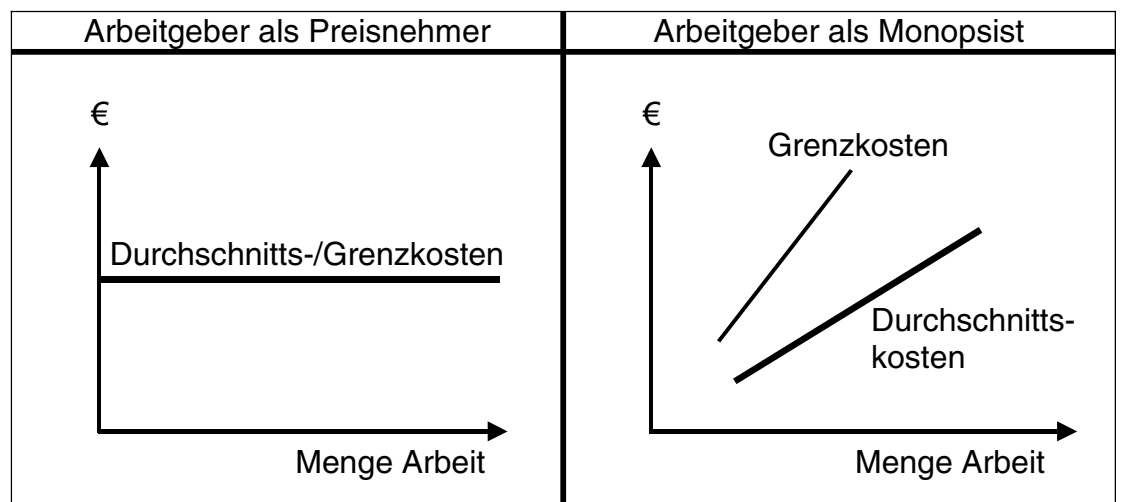 Arbeitgeber als Preisnehmer
€
Durchschnitts-/Grenzkosten
Menge Arbeit
Arbeitgeber als Monopsist
€
Grenzkosten
Durchschnitts-
kosten
Menge Arbeit